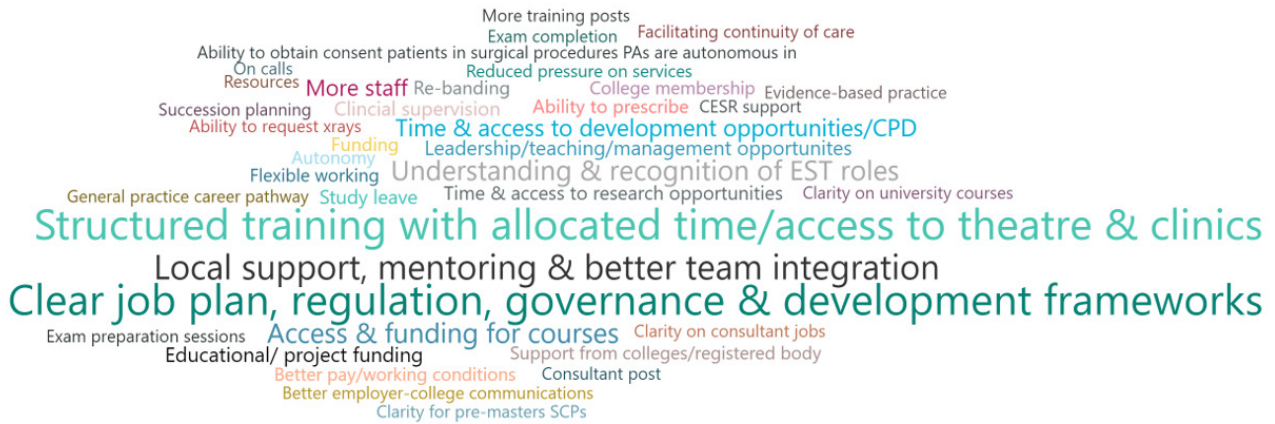 More training posts
Exam completion Facilitating continuity of care
Ability to obtain consent patients in surgical procedures PAs are autonomous in
On calls Reduced pressure on services
Resources More staff Re-banding College membership Evidence-based practice
Succession planning Clincial supervision Ability to prescribe CESR support
Ability to request xrays Time & access to development opportunities/CPD
Funding Leadership/teaching/management opportunites
Autonomy
Flexible working Understanding & recognition of EST roles
General practice career pathway Study leave Time & access to research opportunities Clarity on university courses
Structured training with allocated time/access to theatre & clinics
Local support, mentoring & better team integration
Clear job plan, regulation, governance & development frameworks
Exam preparation sessions Access & funding for courses Clarity on consultant jobs
Educational/ project funding Support from colleges/registered body
Better pay/working conditions Consultant post
Better employer-college communications
Clarity for pre-masters SCPs